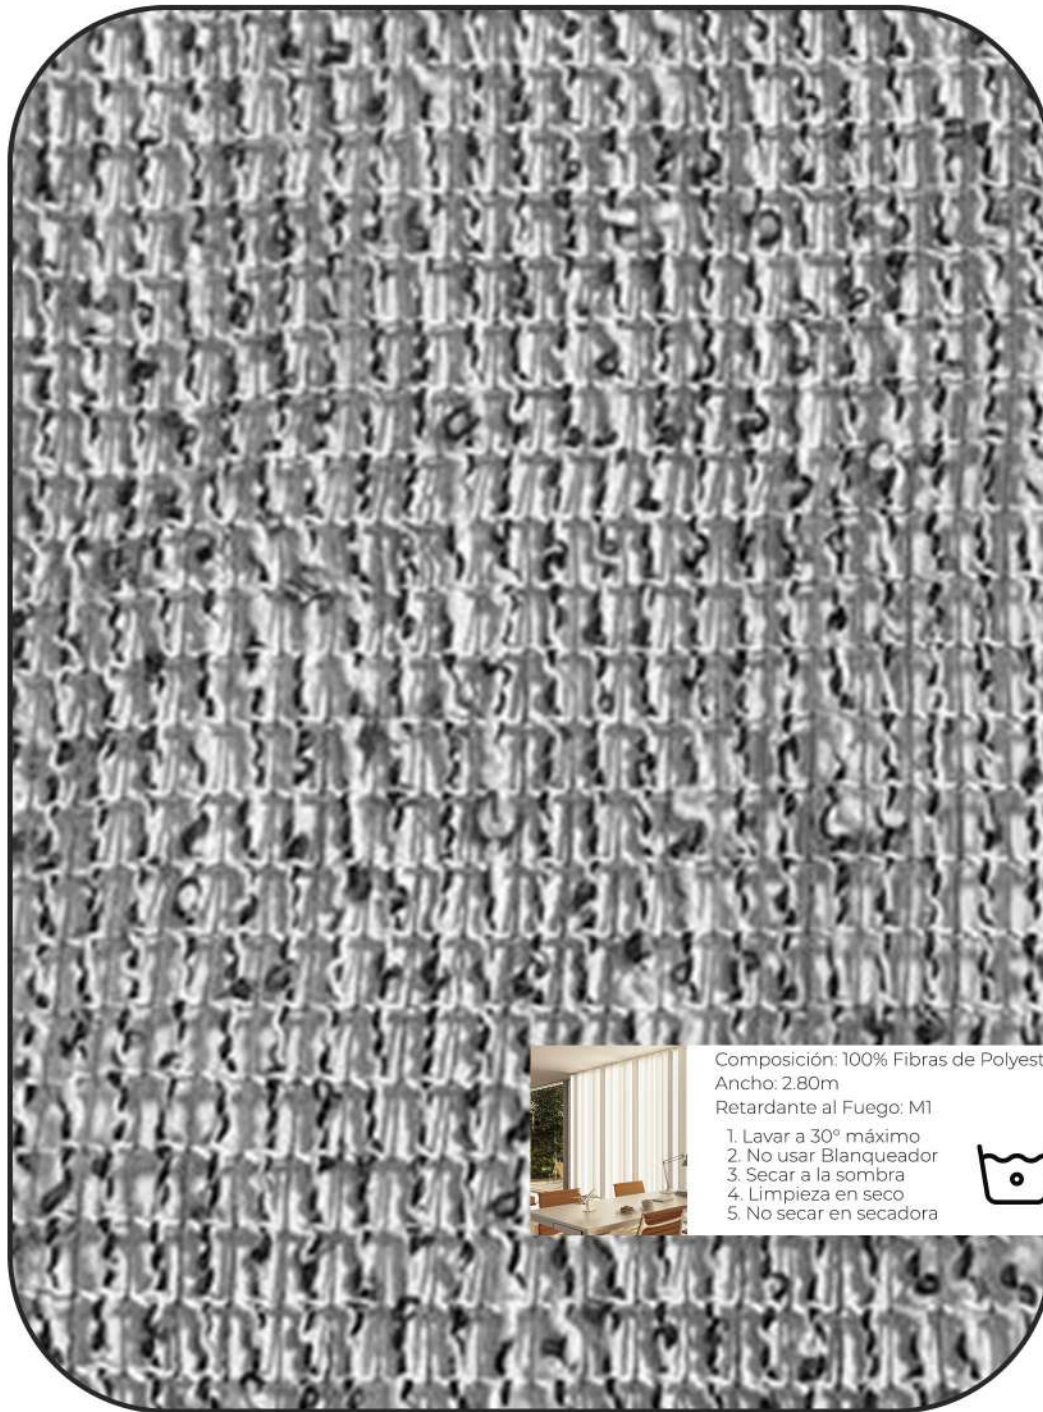 Composición: 100% Fibras de Polyest
Ancho: 2.80m
Retardante al Fuego: M1
1. Lavar a 30° máximo
2. No usar Blanqueador
3. Secar a la sombra
4. Limpieza en seco
5. No secar en secadora